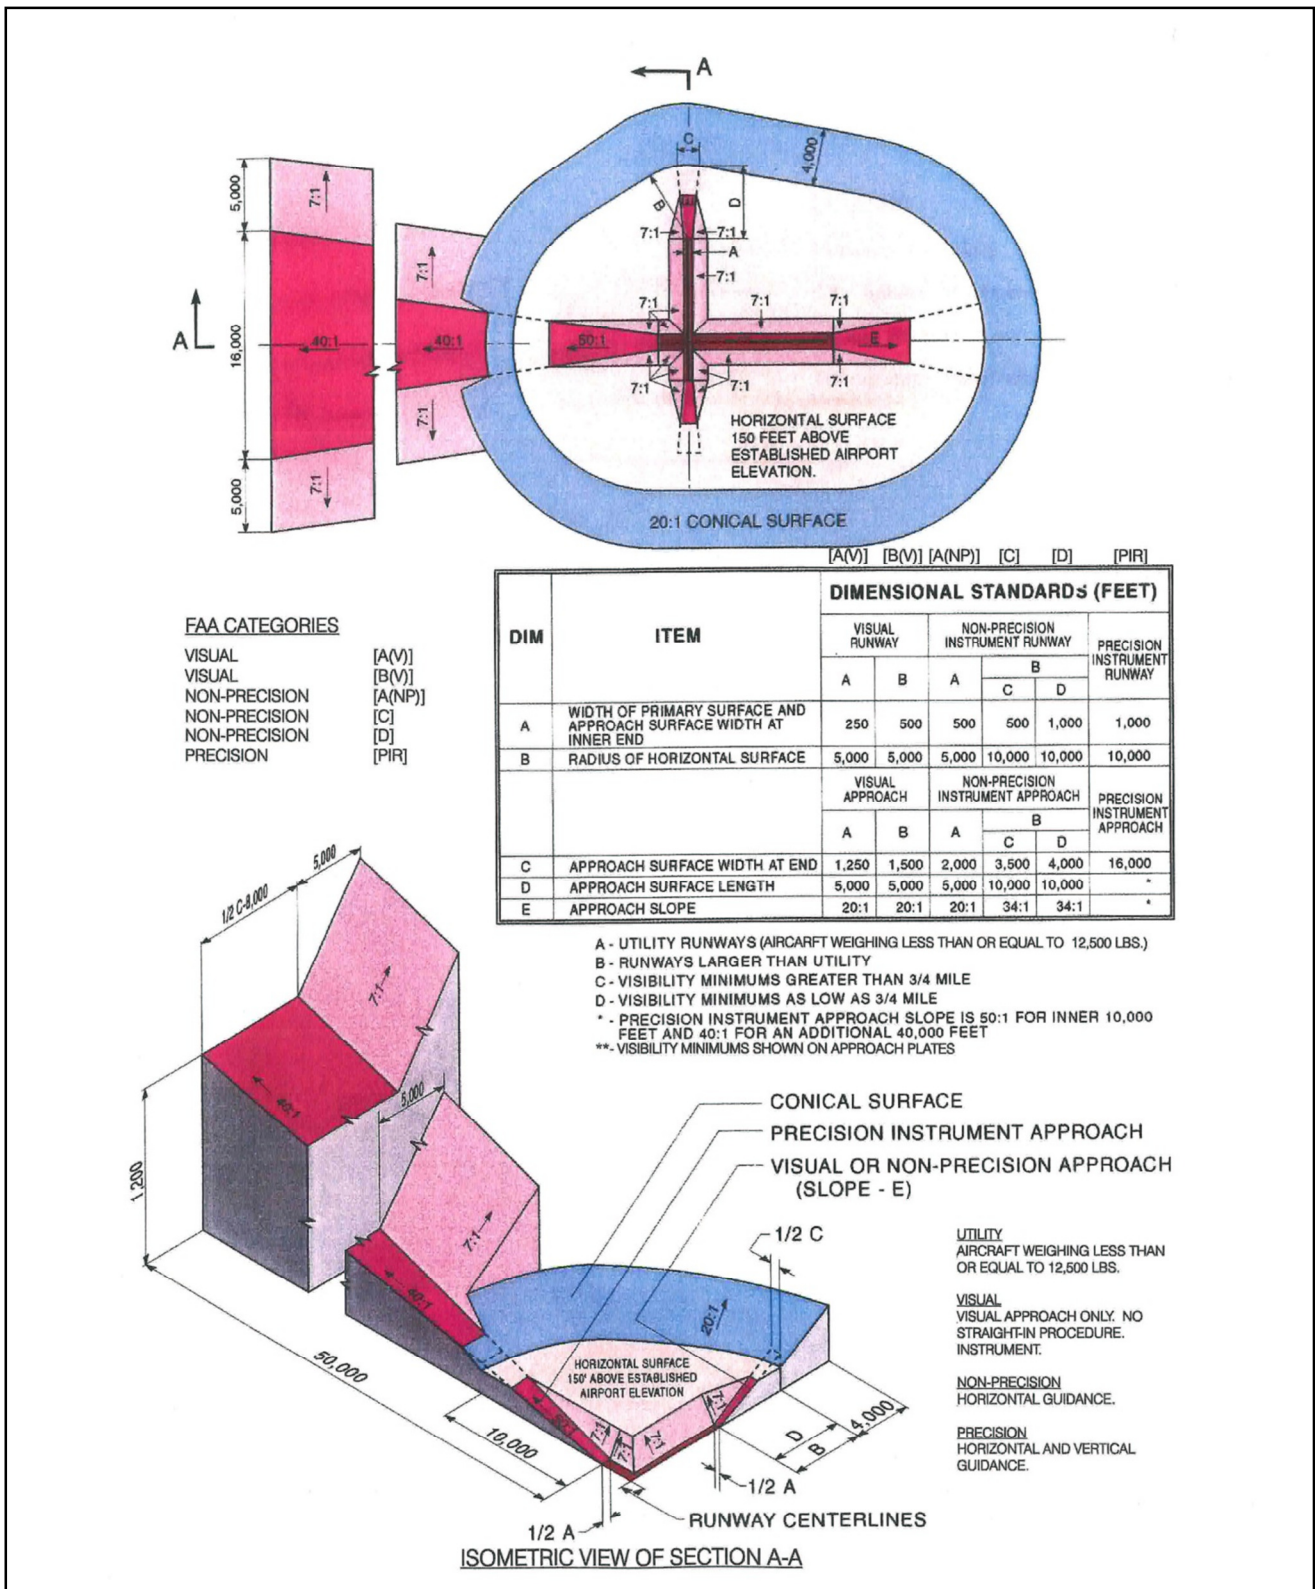 A
C
4,000
5,000
7:1
B
D
E
7:1
7:1
A
7:1
7:1
7:1
7:1
7:1
A
16,000
40:1
40:1
50:1
E
7:1
7:1
7:1
7:1
HORIZONTAL SURFACE
150 FEET ABOVE
ESTABLISHED AIRPORT
ELEVATION.
5,000
7:1
7:1
20:1 CONICAL SURFACE
[A(V)] [B(V)] [A(NP)] [C] [D] [PIR]
DIMENSIONAL STANDARDS (FEET)
DIM ITEM
VISUAL RUNWAY
NON-PRECISION INSTRUMENT RUNWAY
PRECISION INSTRUMENT RUNWAY
A B A B
C D
A WIDTH OF PRIMARY SURFACE AND APPROACH SURFACE WIDTH AT INNER END 250 500 500 500 1,000 1,000
B RADIUS OF HORIZONTAL SURFACE 5,000 5,000 5,000 10,000 10,000 10,000
VISUAL APPROACH
NON-PRECISION INSTRUMENT APPROACH
PRECISION INSTRUMENT APPROACH
A B A B
C D
C APPROACH SURFACE WIDTH AT END 1,250 1,500 2,000 3,500 4,000 16,000
D APPROACH SURFACE LENGTH 5,000 5,000 5,000 10,000 10,000 *
E APPROACH SLOPE 20:1 20:1 20:1 34:1 34:1 *
FAA CATEGORIES
VISUAL [A(V)]
VISUAL [B(V)]
NON-PRECISION [A(NP)]
NON-PRECISION [C]
NON-PRECISION [D]
PRECISION [PIR]
A - UTILITY RUNWAYS (AIRCARFT WEIGHING LESS THAN OR EQUAL TO 12,500 LBS.)
B - RUNWAYS LARGER THAN UTILITY
C - VISIBILITY MINIMUMS GREATER THAN 3/4 MILE
D - VISIBILITY MINIMUMS AS LOW AS 3/4 MILE
* - PRECISION INSTRUMENT APPROACH SLOPE IS 50:1 FOR INNER 10,000
FEET AND 40:1 FOR AN ADDITIONAL 40,000 FEET
**- VISIBILITY MINIMUMS SHOWN ON APPROACH PLATES
5,000
1/2 C-8,000
7:1
40:1
5,000
1,200
7:1
40:1
CONICAL SURFACE
PRECISION INSTRUMENT APPROACH
VISUAL OR NON-PRECISION APPROACH
(SLOPE - E)
1/2 C
20:1
HORIZONTAL SURFACE
150' ABOVE ESTABLISHED
AIRPORT ELEVATION
50:1
7:1
7:1
7:1
7:1
50,000
10,000
D
B
4,000
1/2 A
1/2 A
RUNWAY CENTERLINES
UTILITY
AIRCRAFT WEIGHING LESS THAN
OR EQUAL TO 12,500 LBS.
VISUAL
VISUAL APPROACH ONLY. NO
STRAIGHT-IN PROCEDURE.
INSTRUMENT.
NON-PRECISION
HORIZONTAL GUIDANCE.
PRECISION
HORIZONTAL AND VERTICAL
GUIDANCE.
ISOMETRIC VIEW OF SECTION A-A